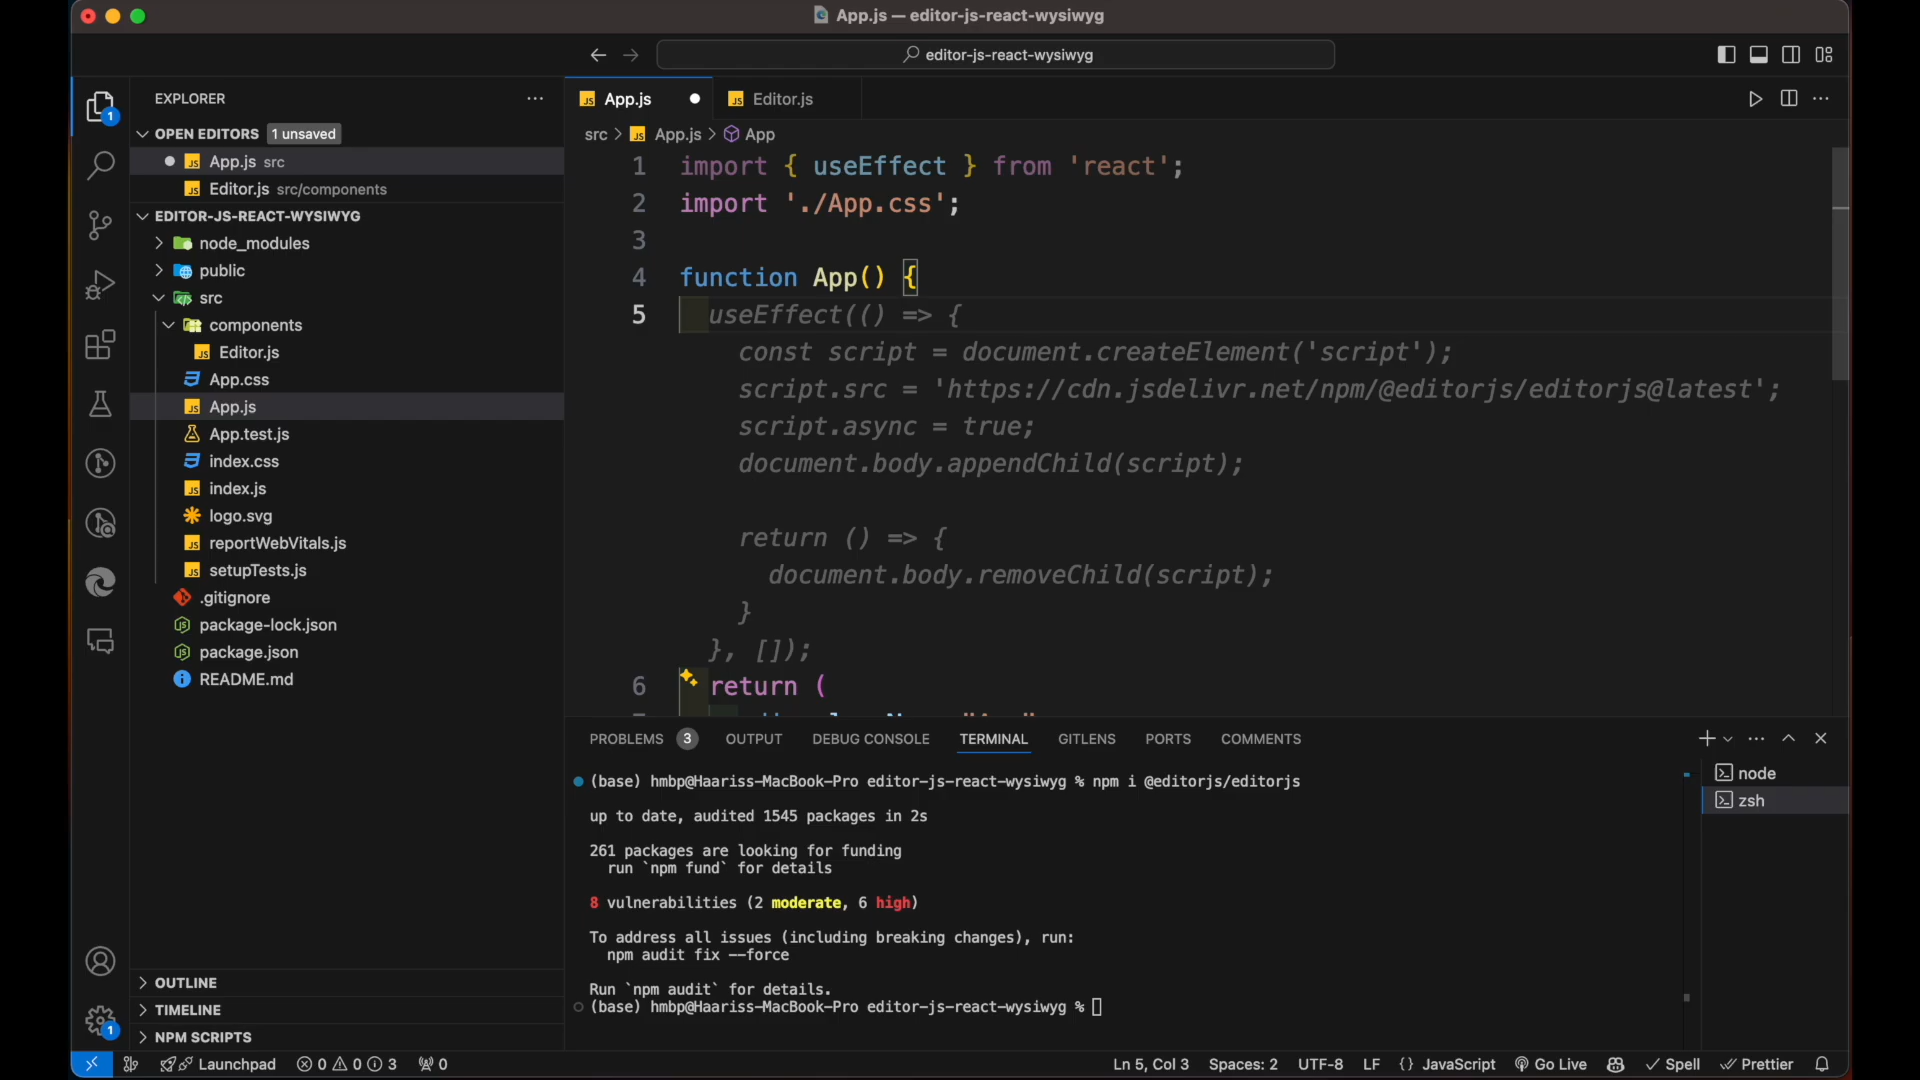 App.js — editor-js-react-wysiwyg
editor-js-react-wysiwyg
EXPLORER
OPEN EDITORS 1 unsaved
App.js src
Editor.js src/components
EDITOR-JS-REACT-WYSIWYG
node_modules
public
src
components
Editor.js
App.css
App.js
App.test.js
index.css
index.js
logo.svg
reportWebVitals.js
setupTests.js
.gitignore
package-lock.json
package.json
README.md
OUTLINE
TIMELINE
NPM SCRIPTS
App.js
Editor.js
src > App.js > App
1 import { useEffect } from 'react';
2 import './App.css';
3
4 function App() {
5 useEffect(() => {
const script = document.createElement('script');
script.src = 'https://cdn.jsdelivr.net/npm/@editorjs/editorjs@latest';
script.async = true;
document.body.appendChild(script);
return () => {
document.body.removeChild(script);
}
}, []);
6 return (
PROBLEMS 3 OUTPUT DEBUG CONSOLE TERMINAL GITLENS PORTS COMMENTS
(base) hmbp@Haariss-MacBook-Pro editor-js-react-wysiwyg % npm i @editorjs/editorjs
up to date, audited 1545 packages in 2s
261 packages are looking for funding
run `npm fund` for details
8 vulnerabilities (2 moderate, 6 high)
To address all issues (including breaking changes), run:
npm audit fix --force
Run `npm audit` for details.
(base) hmbp@Haariss-MacBook-Pro editor-js-react-wysiwyg %
node
zsh
1
1
Launchpad 0 0 3 0 Ln 5, Col 3 Spaces: 2 UTF-8 LF {} JavaScript Go Live Spell Prettier